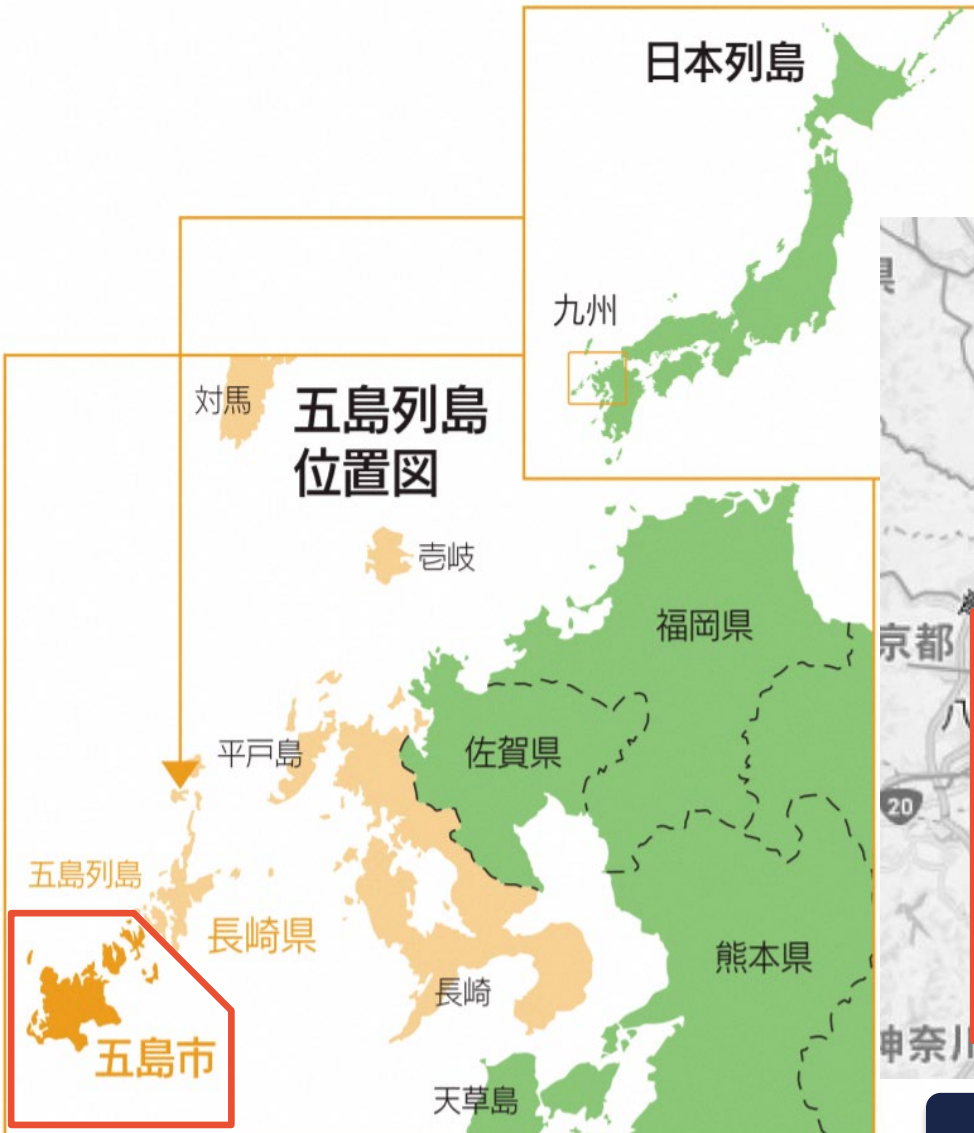 日本列島
九州
対馬
五島列島
位置図
壱岐
福岡県
佐賀県
平戸島
五島列島
長崎県
熊本県
長崎
五島市
天草島
県
京都
八
20
神奈川